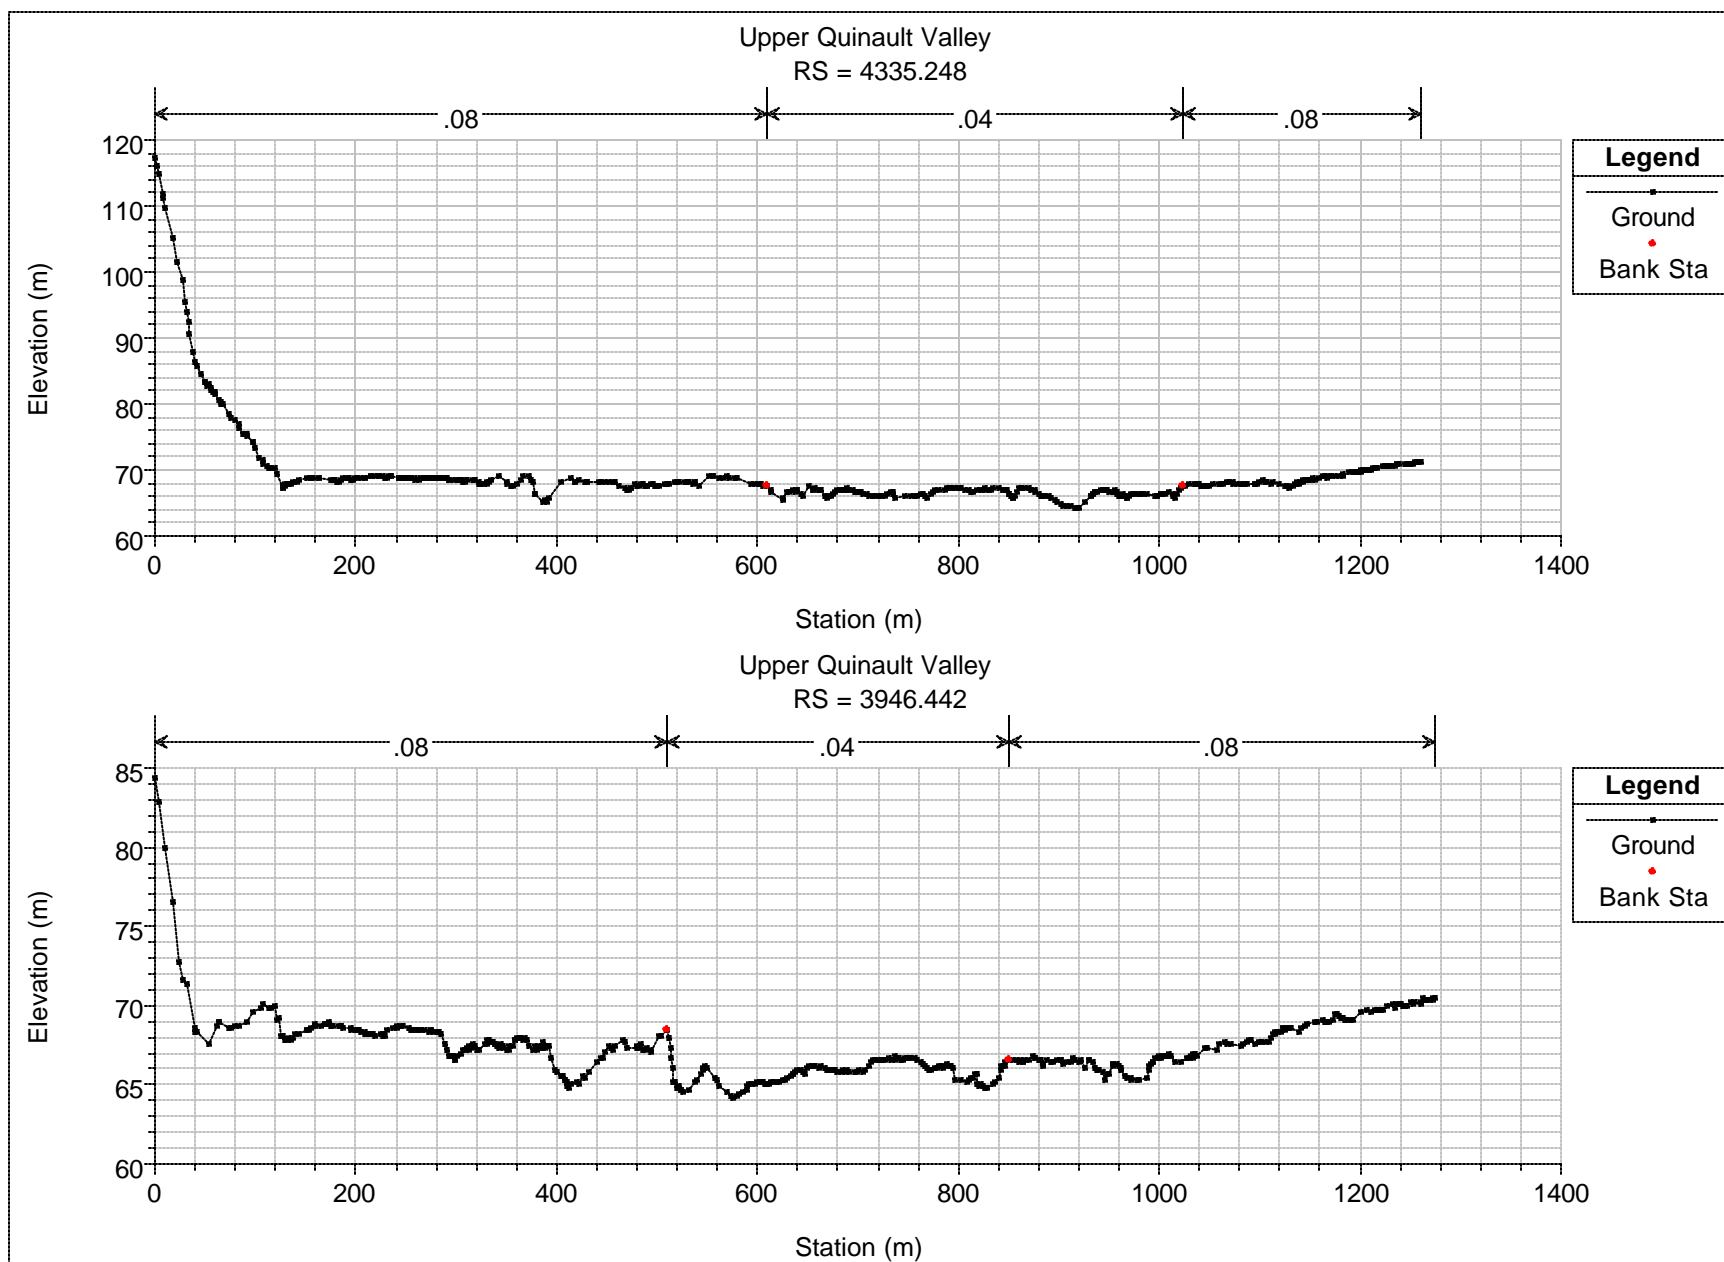 Upper Quinault Valley
RS = 4335.248
.08 .04 .08
120
110
100
90
80
70
60
Elevation (m)
0 200 400 600 800 1000 1200 1400
Station (m)
Legend
Ground
Bank Sta
Upper Quinault Valley
RS = 3946.442
.08 .04 .08
85
80
75
70
65
60
Elevation (m)
0 200 400 600 800 1000 1200 1400
Station (m)
Legend
Ground
Bank Sta